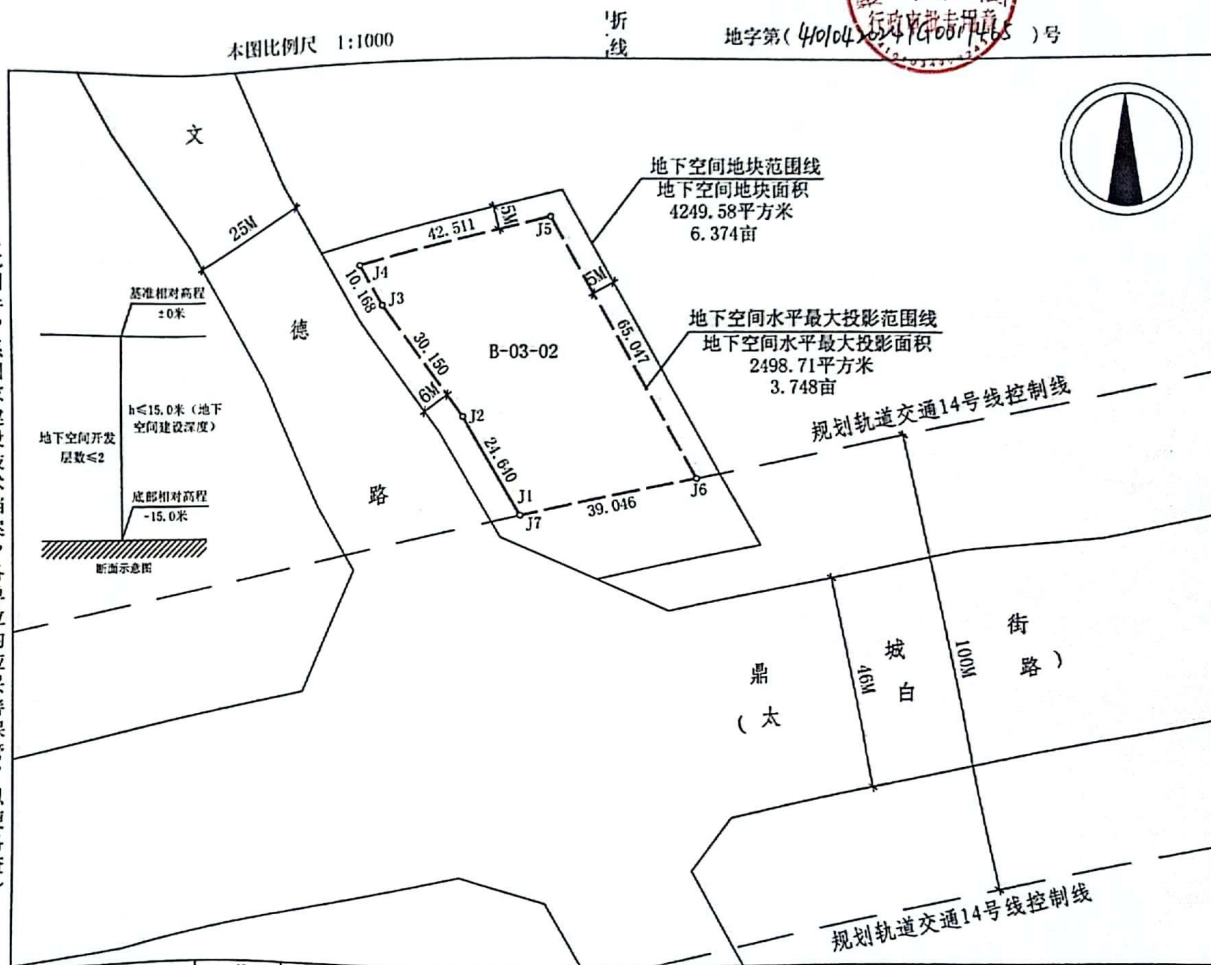 折
线
本图比例尺 1:1000
地字第( )号
行政审批专用章
文
25M
德
路
基准相对高程
±0米
h≤15.0米（地下
空间建设深度）
地下空间开发
层数≤2
底部相对高程
-15.0米
断面示意图
地下空间地块范围线
地下空间地块面积
4249.58平方米
6.374亩
5M
42.511
J5
J4
10.168
J3
5M
30.150
65.047
B-03-02
地下空间水平最大投影范围线
地下空间水平最大投影面积
2498.71平方米
3.748亩
6M
J2
24.640
J1
J7
39.046
J6
规划轨道交通14号线控制线
鼎 城 街
( 太 白 路 )
46M
100M
规划轨道交通14号线控制线